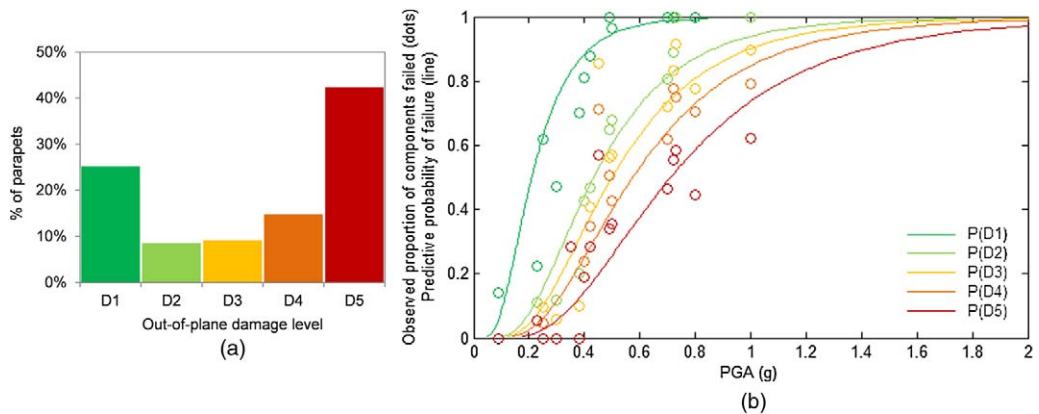 50%
40%
30%
20%
10%
0%
% of parapets
D1 D2 D3 D4 D5
Out-of-plane damage level
(a)
Observed proportion of components failed (dots)
Predictive probability of failure (line)
1
0.8
0.6
0.4
0.2
0
P(D1)
P(D2)
P(D3)
P(D4)
P(D5)
0 0.2 0.4 0.6 0.8 1 1.2 1.4 1.6 1.8 2
PGA (g)
(b)